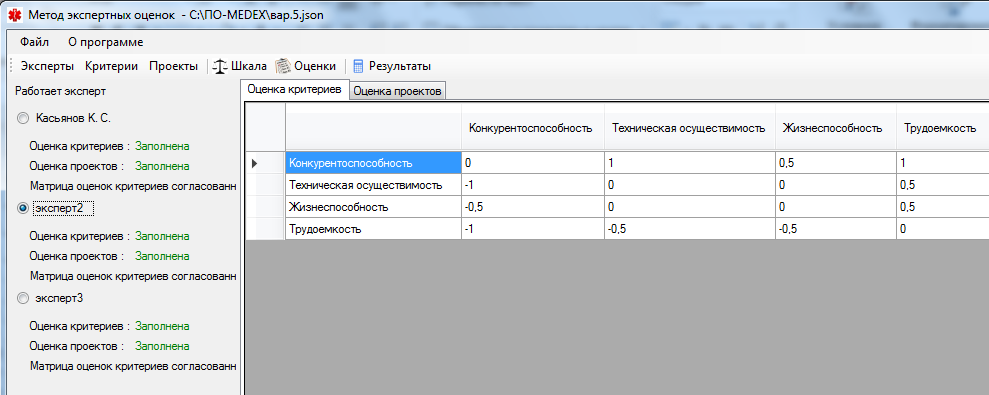 Метод экспертных оценок - C:\ПО-MEDEX\вар.5.json
Файл О программе
Эксперты Критерии Проекты Шкала Оценки Результаты
Работает эксперт
Касьянов К. С.
Оценка критериев : Заполнена
Оценка проектов : Заполнена
Матрица оценок критериев согласованн
эксперт2
Оценка критериев : Заполнена
Оценка проектов : Заполнена
Матрица оценок критериев согласованн
эксперт3
Оценка критериев : Заполнена
Оценка проектов : Заполнена
Матрица оценок критериев согласованн
Оценка критериев Оценка проектов
Конкурентоспособность Техническая осуществимость Жизнеспособность Трудоемкость
Конкурентоспособность 0 1 0,5 1
Техническая осуществимость -1 0 0 0,5
Жизнеспособность -0,5 0 0 0,5
Трудоемкость -1 -0,5 -0,5 0